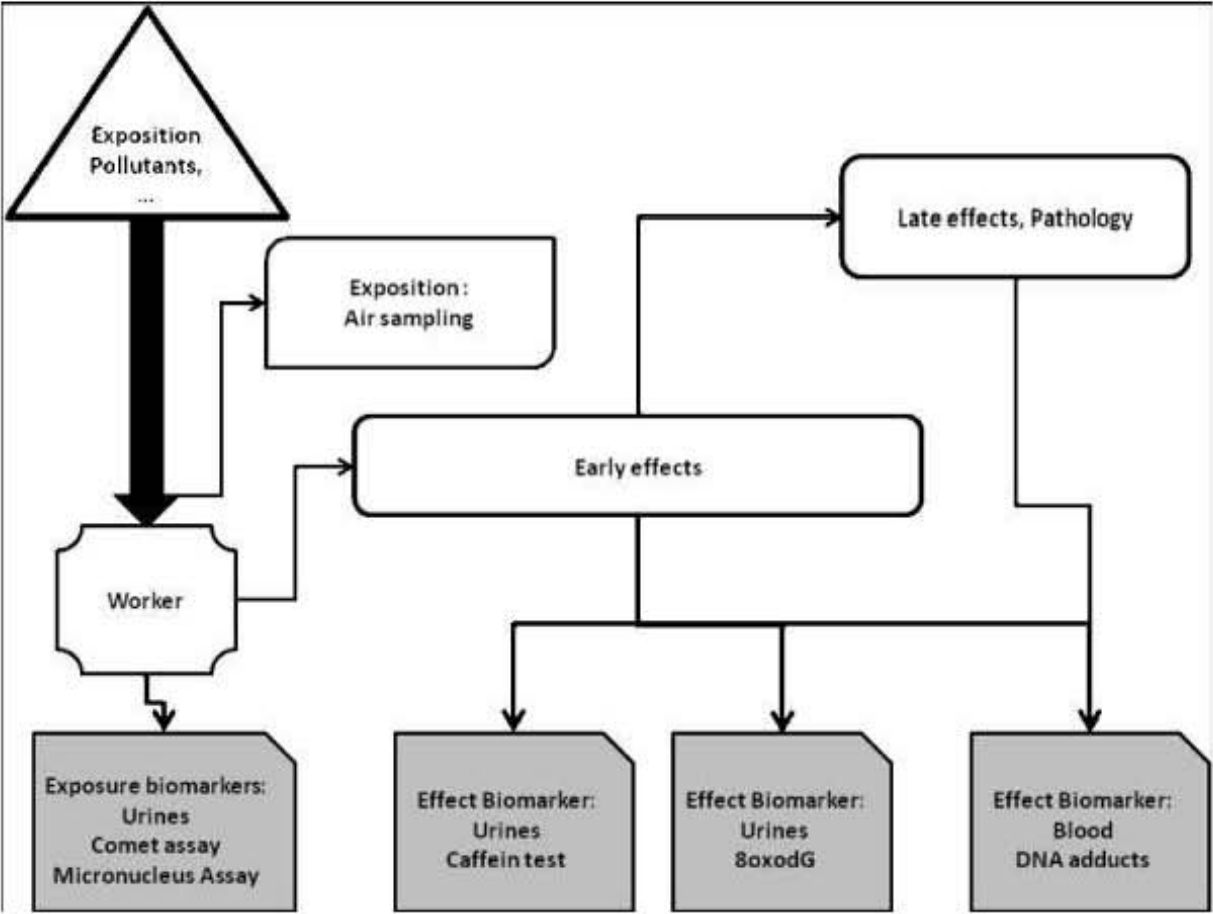 Exposition
Pollutants,
...
Exposition :
Air sampling
Late effects, Pathology
Early effects
Worker
Exposure biomarkers:
Urines
Comet assay
Micronucleus Assay
Effect Biomarker:
Urines
Caffein test
Effect Biomarker:
Urines
8oxodG
Effect Biomarker:
Blood
DNA adducts